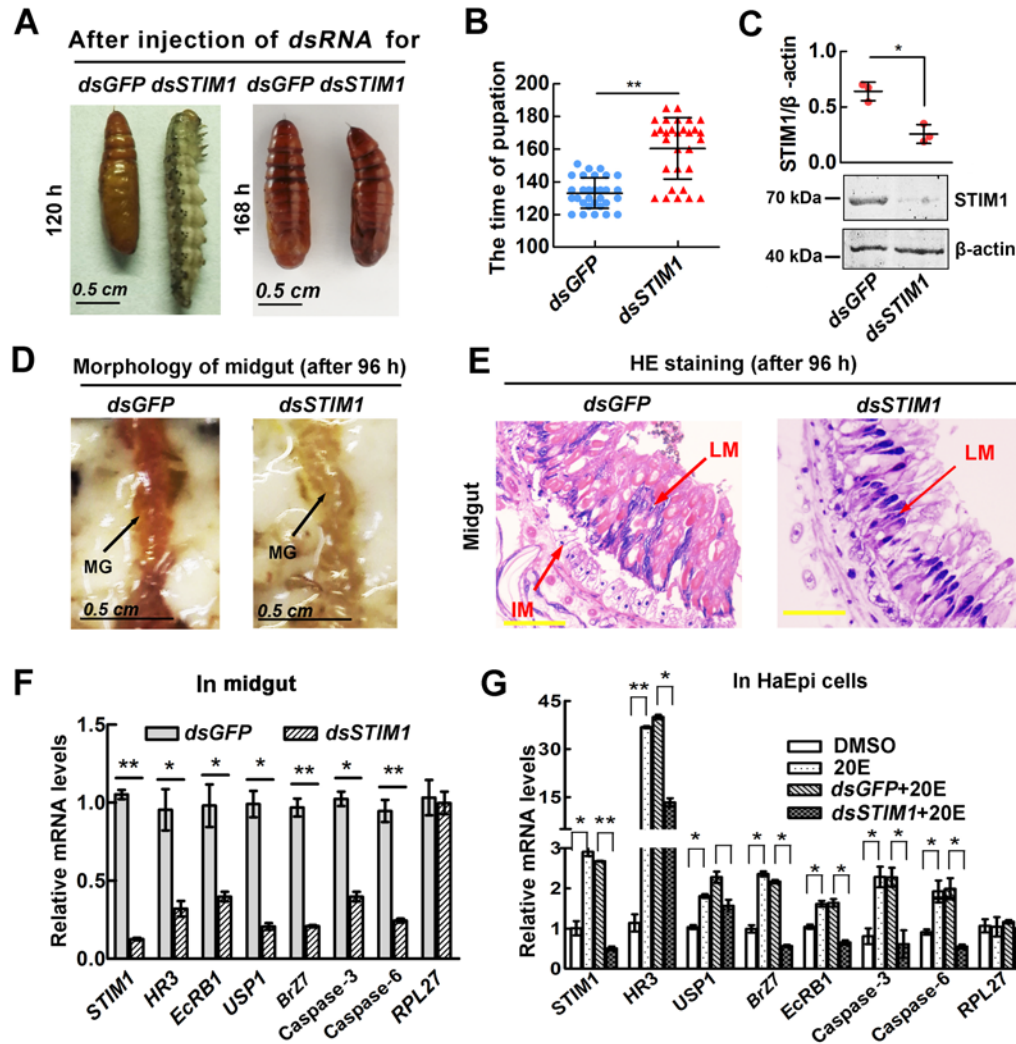 A
After injection of dsRNA for
dsGFP dsSTIM1 dsGFP dsSTIM1
120 h
168 h
0.5 cm
0.5 cm
B
The time of pupation
200
180
160
140
120
100
**
dsGFP
dsSTIM1
C
STIM1/β -actin
1.0
0.5
0.0
*
70 kDa
STIM1
40 kDa
β-actin
dsGFP
dsSTIM1
D
Morphology of midgut (after 96 h)
dsGFP
dsSTIM1
MG
MG
0.5 cm
0.5 cm
E
HE staining (after 96 h)
dsGFP
dsSTIM1
Midgut
LM
IM
LM
F
In midgut
Relative mRNA levels
1.5
1.0
0.5
0.0
dsGFP
dsSTIM1
** * * * ** * **
STIM1
HR3
EcRB1
USP1
BrZ7
Caspase-3
Caspase-6
RPL27
G
In HaEpi cells
Relative mRNA levels
45
30
15
3
2
1
0
DMSO
20E
dsGFP+20E
dsSTIM1+20E
** *
* ** * * * * * * * * *
STIM1
HR3
USP1
BrZ7
EcRB1
Caspase-3
Caspase-6
RPL27